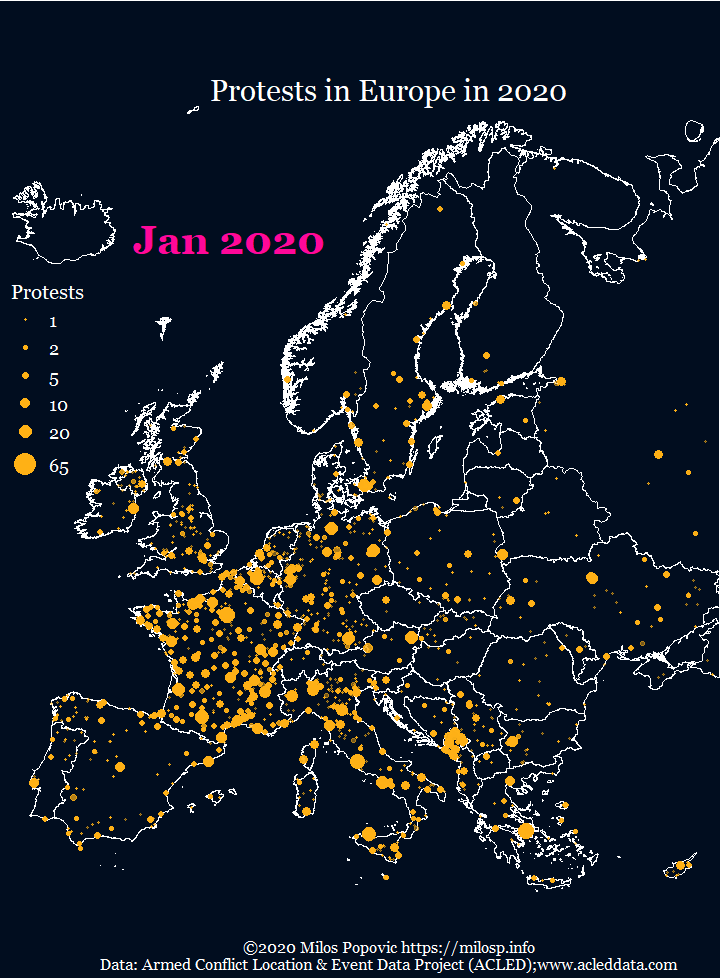 Protests in Europe in 2020
Jan 2020
Protests
1
2
5
10
20
65
©2020 Milos Popovic https://milosp.info
Data: Armed Conflict Location & Event Data Project (ACLED);www.acleddata.com